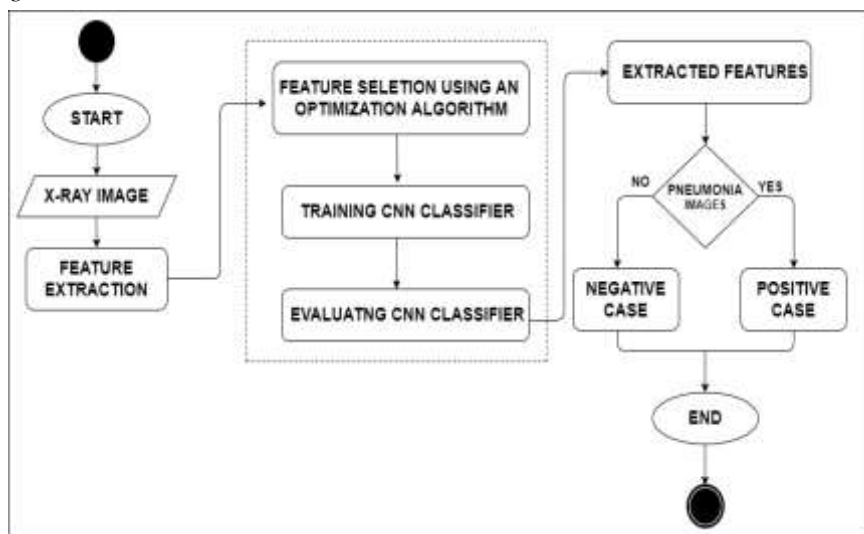 START
X-RAY IMAGE
FEATURE
EXTRACTION
FEATURE SELETION USING AN
OPTIMIZATION ALGORITHM
TRAINING CNN CLASSIFIER
EVALUATNG CNN CLASSIFIER
EXTRACTED FEATURES
NO
PNEUMONIA
IMAGES
YES
NEGATIVE
CASE
POSITIVE
CASE
END